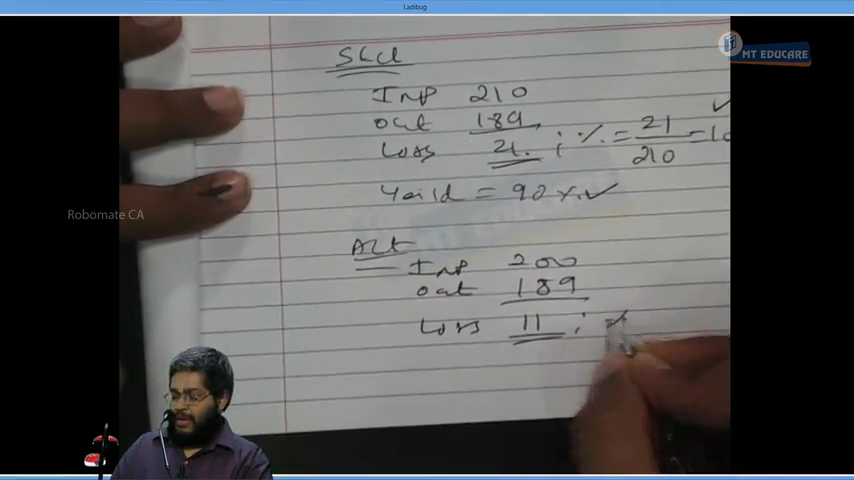 Ladibug
MT EDUCARE
Std
Inp 210
Out 189
Loss 21 ; % = 21/210 = 10
Yeild = 90 %. ✓
Robomate CA
Act
Inp 200
Out 189
Loss 11 ;